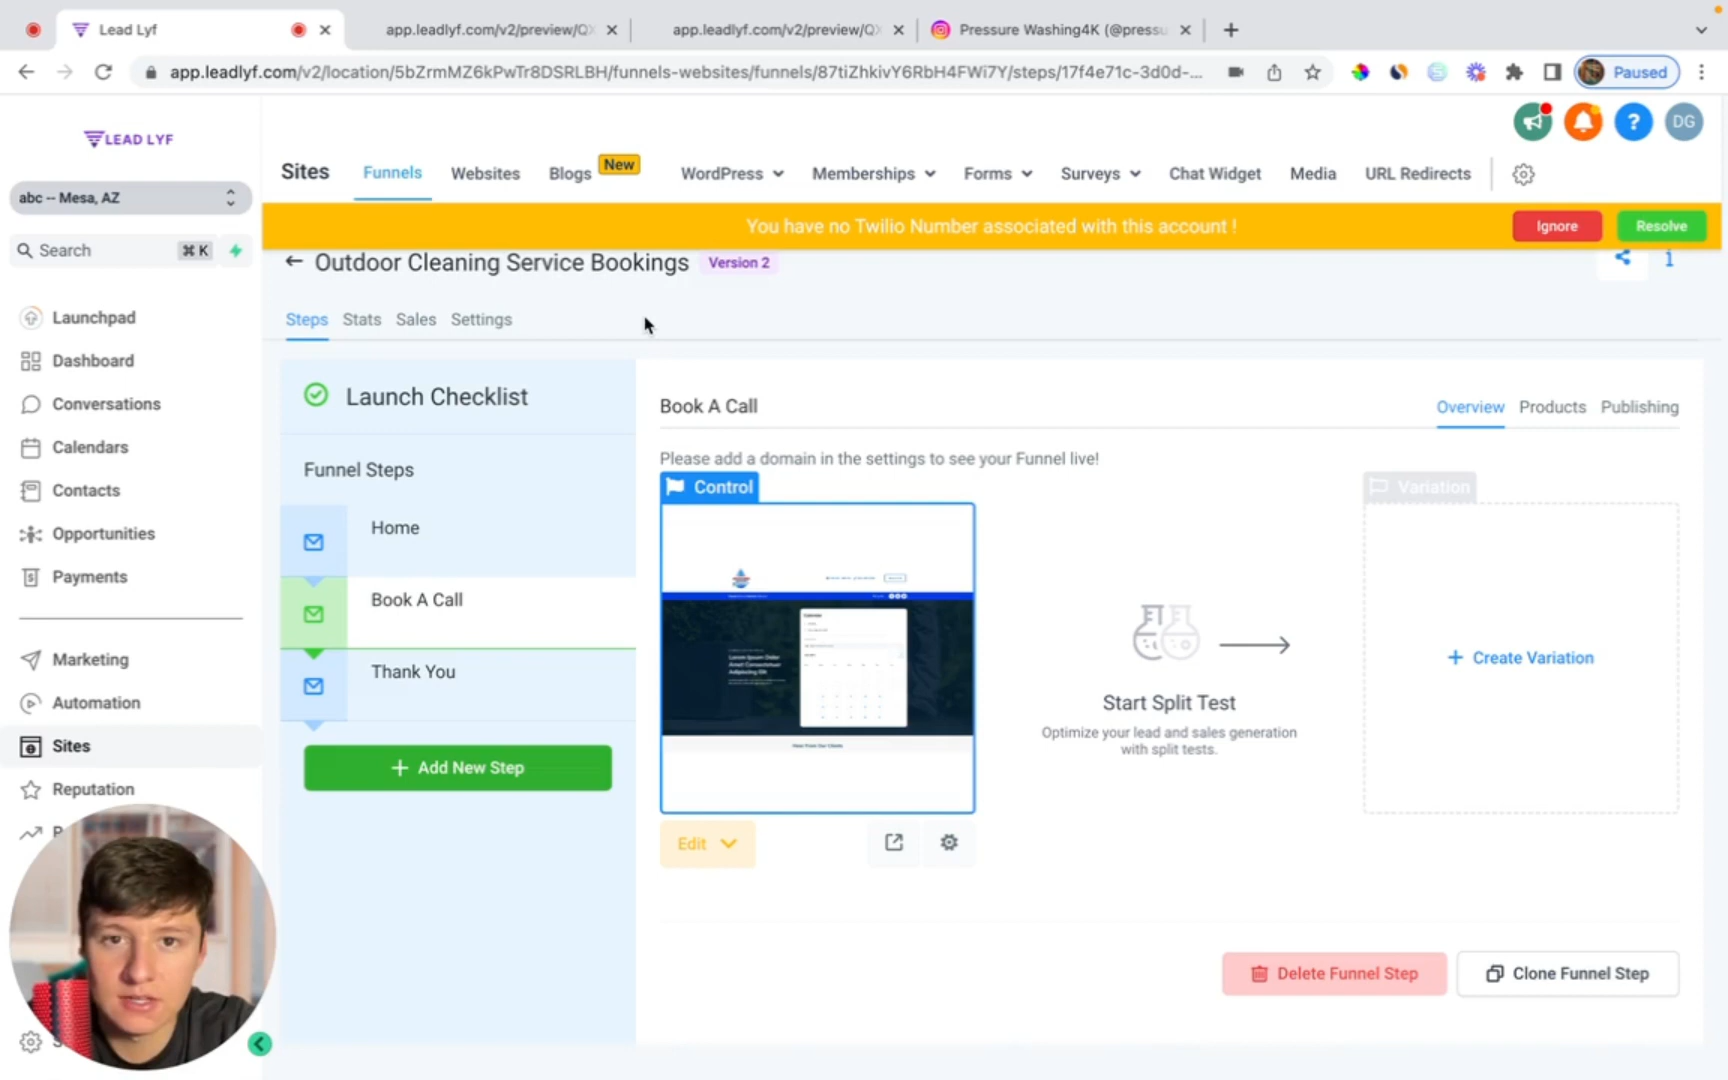 Lead Lyf
app.leadlyf.com/v2/preview/Q
app.leadlyf.com/v2/preview/Q
Pressure Washing4K (@pressu
app.leadlyf.com/v2/location/5bZrmMZ6kPwTr8DSRLBH/funnels-websites/funnels/87tiZhkivY6RbH4FWi7Y/steps/17f4e71c-3d0d-...
Paused
LEAD LYF
DG
Sites
Funnels
Websites
Blogs
New
WordPress
Memberships
Forms
Surveys
Chat Widget
Media
URL Redirects
abc -- Mesa, AZ
You have no Twilio Number associated with this account !
Ignore
Resolve
Search
⌘ K
Outdoor Cleaning Service Bookings
Version 2
Steps
Stats
Sales
Settings
Launchpad
Dashboard
Conversations
Calendars
Contacts
Opportunities
Payments
Marketing
Automation
Sites
Reputation
Launch Checklist
Funnel Steps
Home
Book A Call
Thank You
+ Add New Step
Book A Call
Overview
Products
Publishing
Please add a domain in the settings to see your Funnel live!
Control
Variation
Lorem Ipsum Dolor
Amet Consectetuer
Adipiscing Elit
Start Split Test
Optimize your lead and sales generation
with split tests.
+ Create Variation
Edit
Delete Funnel Step
Clone Funnel Step